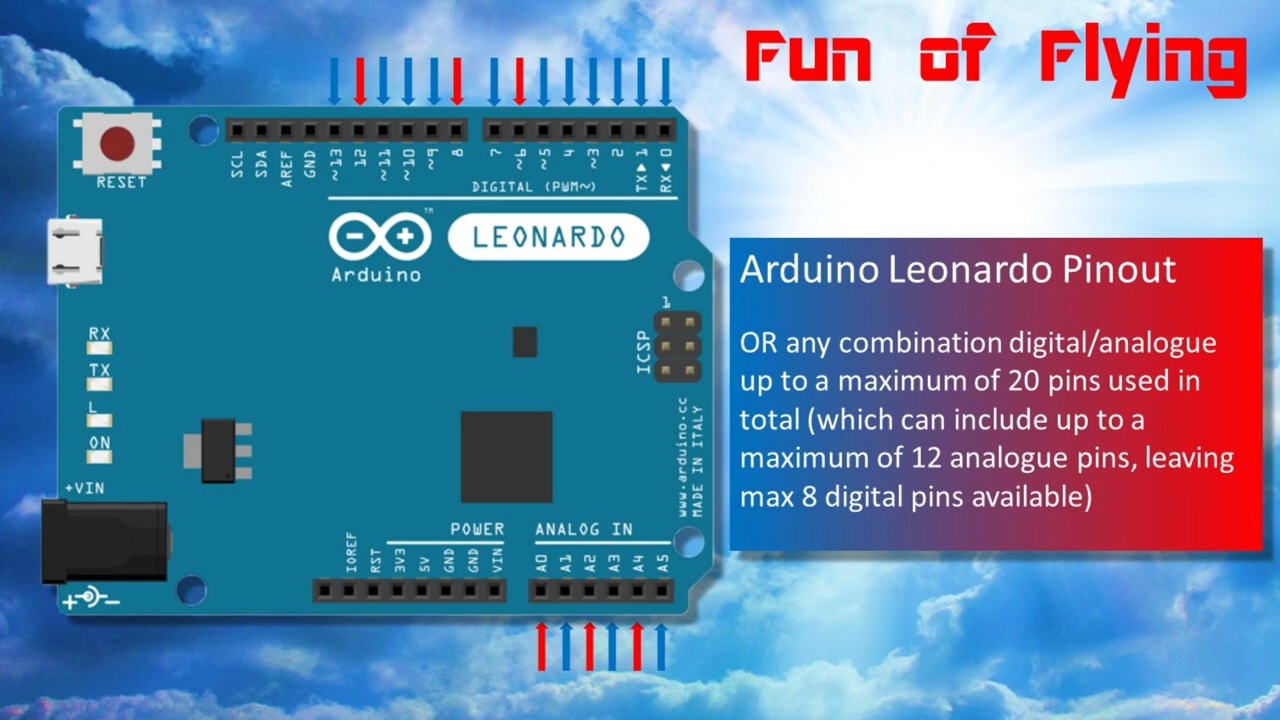 Fun of Flying
RESET
SCL
SDA
AREF
GND
~13
12
~11
~10
~9
8
7
~6
~5
4
~3
2
TX▶1
RX◀0
DIGITAL (PWM~)
™
LEONARDO
Arduino
Arduino Leonardo Pinout
OR any combination digital/analogue
up to a maximum of 20 pins used in
total (which can include up to a
maximum of 12 analogue pins, leaving
max 8 digital pins available)
1
ICSP
RX
TX
L
ON
www.arduino.cc
MADE IN ITALY
+VIN
POWER
ANALOG IN
IOREF
RST
3V3
5V
GND
GND
VIN
A0
A1
A2
A3
A4
A5